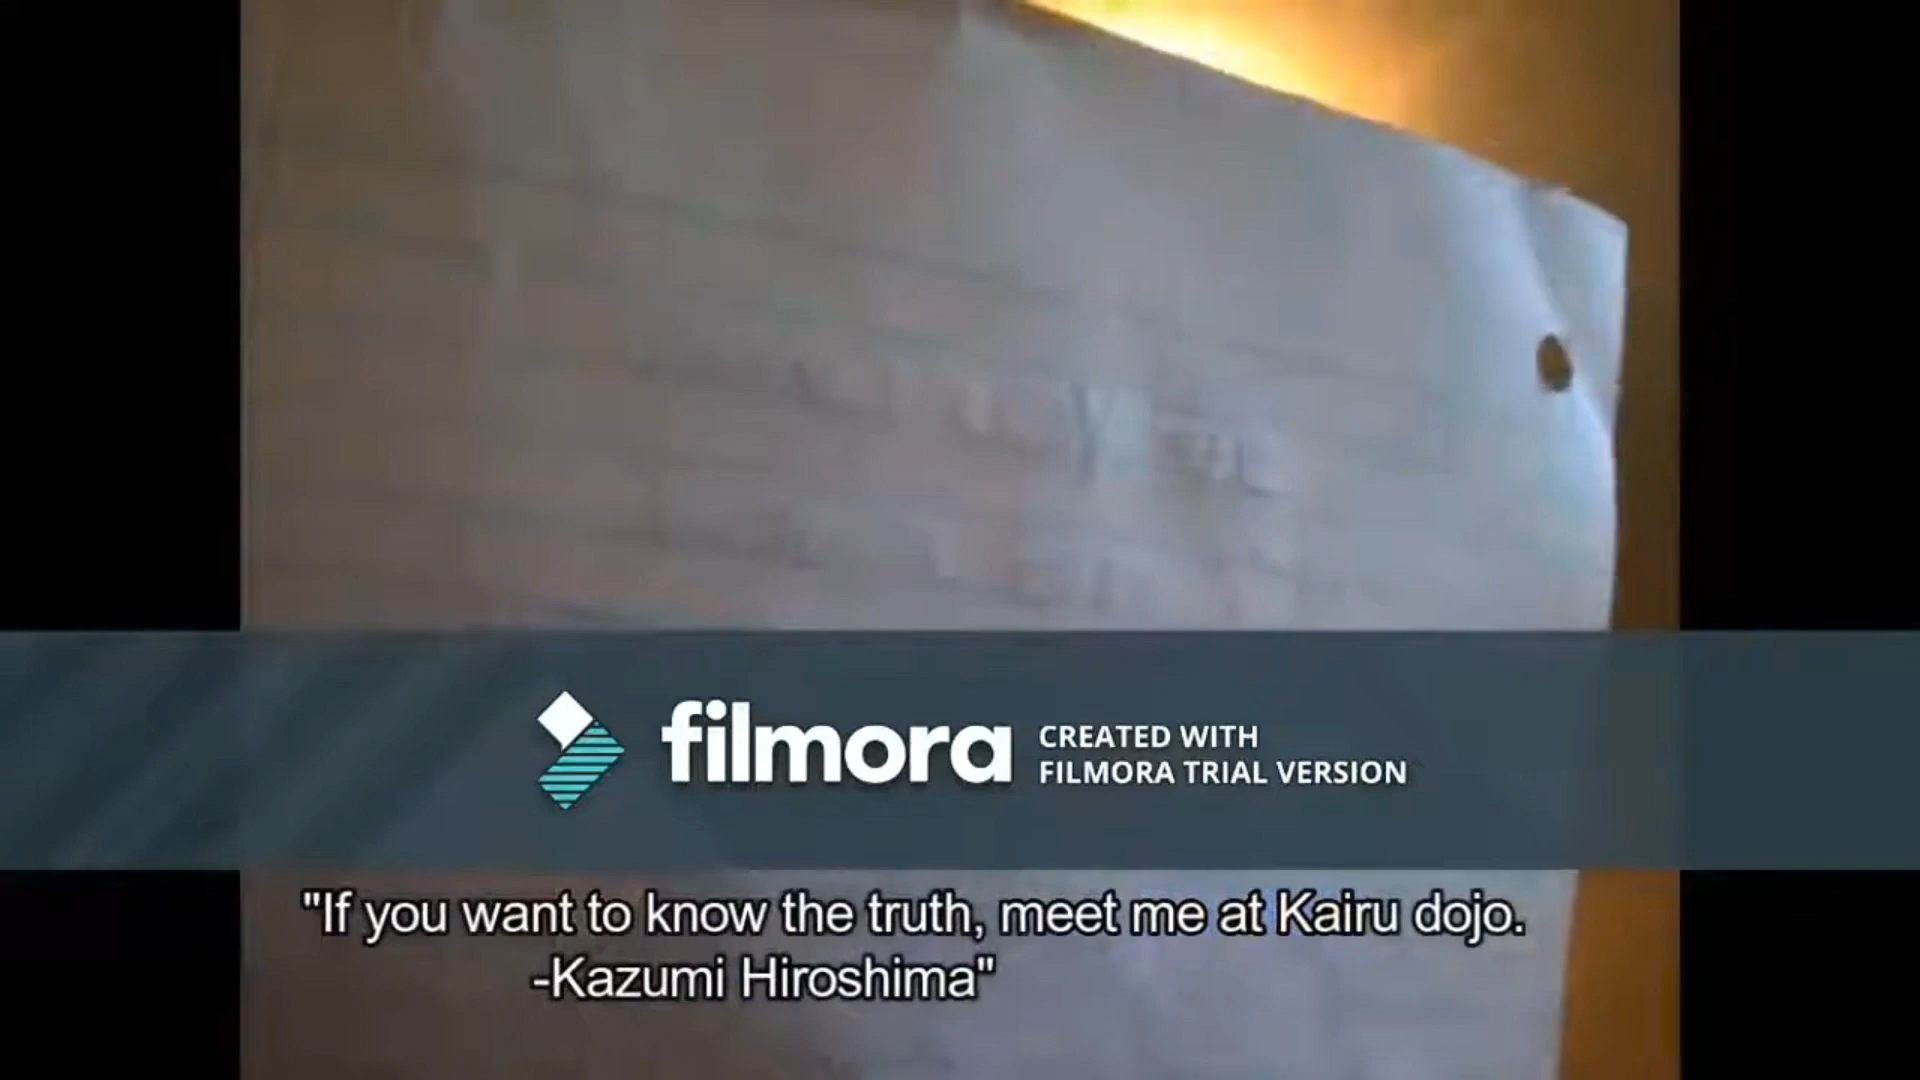 filmora
CREATED WITH
FILMORA TRIAL VERSION
"If you want to know the truth, meet me at Kairu dojo.
-Kazumi Hiroshima"